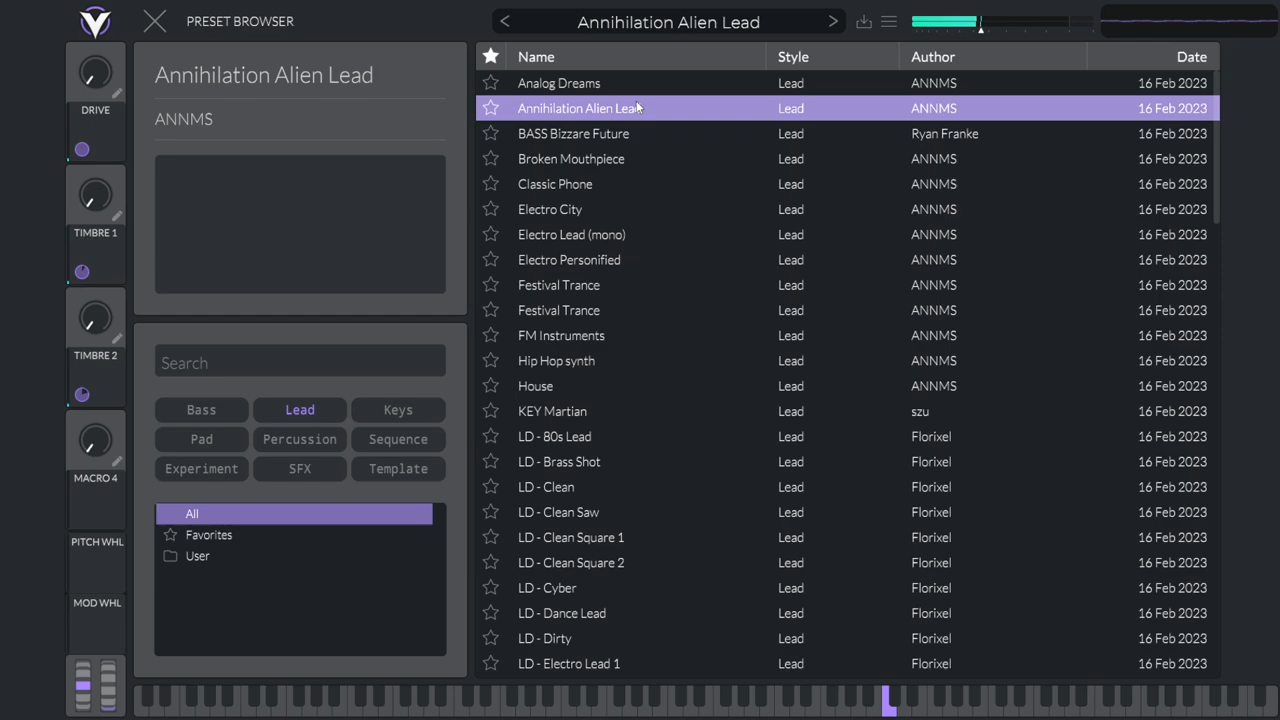 PRESET BROWSER
Annihilation Alien Lead
DRIVE
TIMBRE 1
TIMBRE 2
MACRO 4
PITCH WHL
MOD WHL
Annihilation Alien Lead
ANNMS
Search
Bass Lead Keys
Pad Percussion Sequence
Experiment SFX Template
All
Favorites
User
Name Style Author Date
Analog Dreams Lead ANNMS 16 Feb 2023
Annihilation Alien Lead Lead ANNMS 16 Feb 2023
BASS Bizzare Future Lead Ryan Franke 16 Feb 2023
Broken Mouthpiece Lead ANNMS 16 Feb 2023
Classic Phone Lead ANNMS 16 Feb 2023
Electro City Lead ANNMS 16 Feb 2023
Electro Lead (mono) Lead ANNMS 16 Feb 2023
Electro Personified Lead ANNMS 16 Feb 2023
Festival Trance Lead ANNMS 16 Feb 2023
Festival Trance Lead ANNMS 16 Feb 2023
FM Instruments Lead ANNMS 16 Feb 2023
Hip Hop synth Lead ANNMS 16 Feb 2023
House Lead ANNMS 16 Feb 2023
KEY Martian Lead szu 16 Feb 2023
LD - 80s Lead Lead Florixel 16 Feb 2023
LD - Brass Shot Lead Florixel 16 Feb 2023
LD - Clean Lead Florixel 16 Feb 2023
LD - Clean Saw Lead Florixel 16 Feb 2023
LD - Clean Square 1 Lead Florixel 16 Feb 2023
LD - Clean Square 2 Lead Florixel 16 Feb 2023
LD - Cyber Lead Florixel 16 Feb 2023
LD - Dance Lead Lead Florixel 16 Feb 2023
LD - Dirty Lead Florixel 16 Feb 2023
LD - Electro Lead 1 Lead Florixel 16 Feb 2023